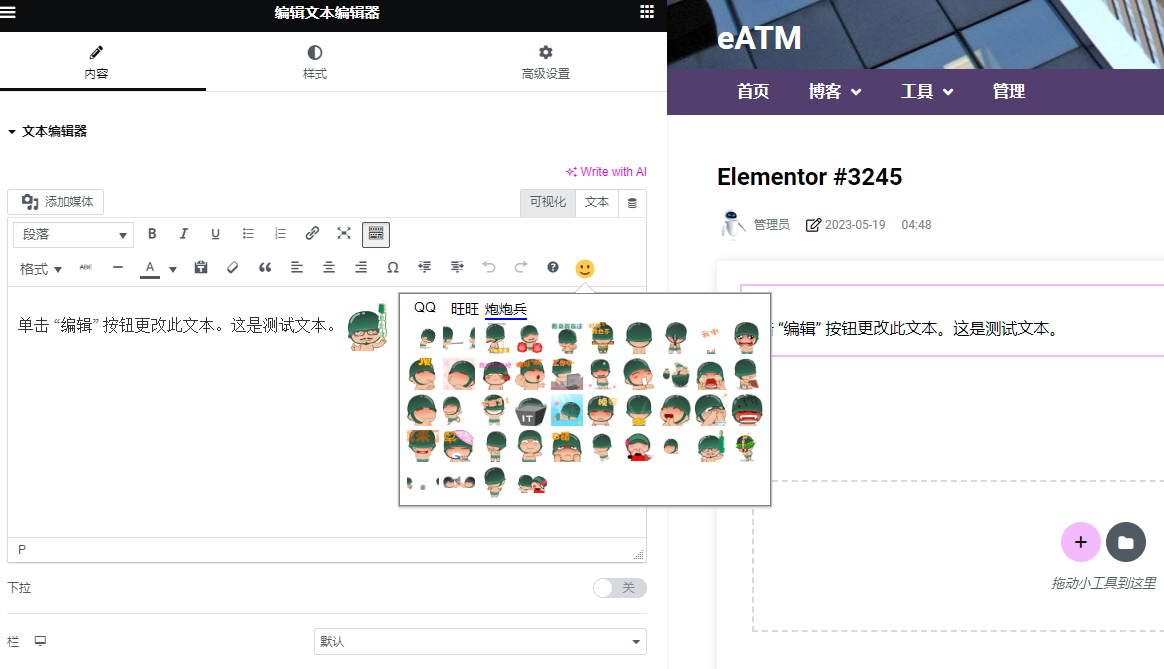 编辑文本编辑器
内容
样式
高级设置
文本编辑器
Write with AI
添加媒体
可视化
文本
段落
B I U
格式
ABC
A
Ω
单击 “编辑” 按钮更改此文本。这是测试文本。
QQ 旺旺 炮炮兵
IT
P
下拉
关
栏
默认
eATM
首页 博客 工具 管理
Elementor #3245
管理员 2023-05-19 04:48
“编辑” 按钮更改此文本。这是测试文本。
拖动小工具到这里